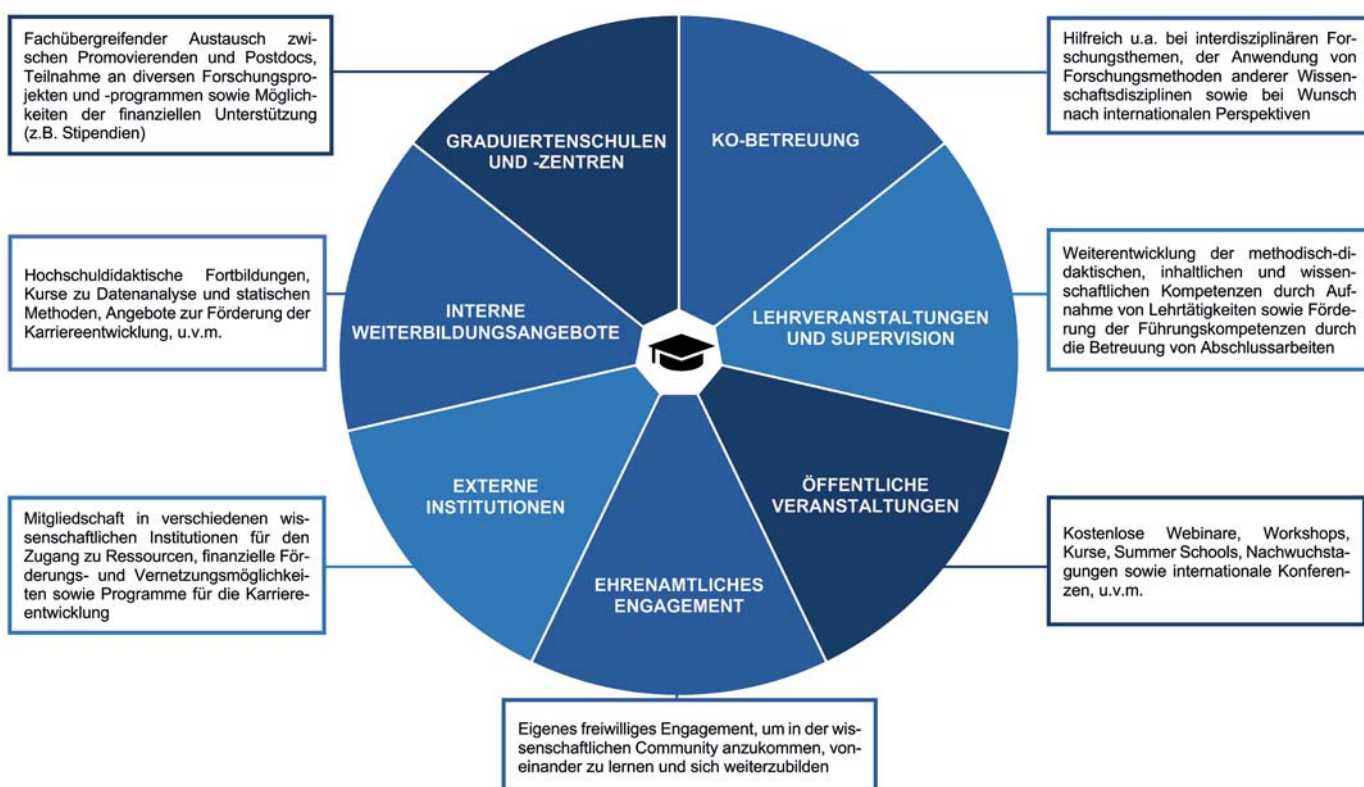 Fachübergreifender Austausch zwi-
schen Promovierenden und Postdocs,
Teilnahme an diversen Forschungspro-
jekten und -programmen sowie Möglich-
keiten der finanziellen Unterstützung
(z.B. Stipendien)
GRADUIERTENSCHULEN
UND -ZENTREN
KO-BETREUUNG
Hilfreich u.a. bei interdisziplinären For-
schungsthemen, der Anwendung von
Forschungsmethoden anderer Wissen-
schaftsdisziplinen sowie bei Wunsch
nach internationalen Perspektiven
Hochschuldidaktische Fortbildungen,
Kurse zu Datenanalyse und statischen
Methoden, Angebote zur Förderung der
Karriereentwicklung, u.v.m.
INTERNE
WEITERBILDUNGSANGEBOTE
LEHRVERANSTALTUNGEN
UND SUPERVISION
Weiterentwicklung der methodisch-di-
daktischen, inhaltlichen und wissen-
schaftlichen Kompetenzen durch Auf-
nahme von Lehrtätigkeiten sowie Förde-
rung der Führungskompetenzen durch
die Betreuung von Abschlussarbeiten
Mitgliedschaft in verschiedenen wis-
senschaftlichen Institutionen für den
Zugang zu Ressourcen, finanzielle För-
derungs- und Vernetzungsmöglichkei-
ten sowie Programme für die Karriere-
entwicklung
EXTERNE
INSTITUTIONEN
ÖFFENTLICHE
VERANSTALTUNGEN
Kostenlose Webinare, Workshops,
Kurse, Summer Schools, Nachwuchsta-
gungen sowie internationale Konferen-
zen, u.v.m.
EHRENAMTLICHES
ENGAGEMENT
Eigenes freiwilliges Engagement, um in der wis-
senschaftlichen Community anzukommen, von-
einander zu lernen und sich weiterzubilden